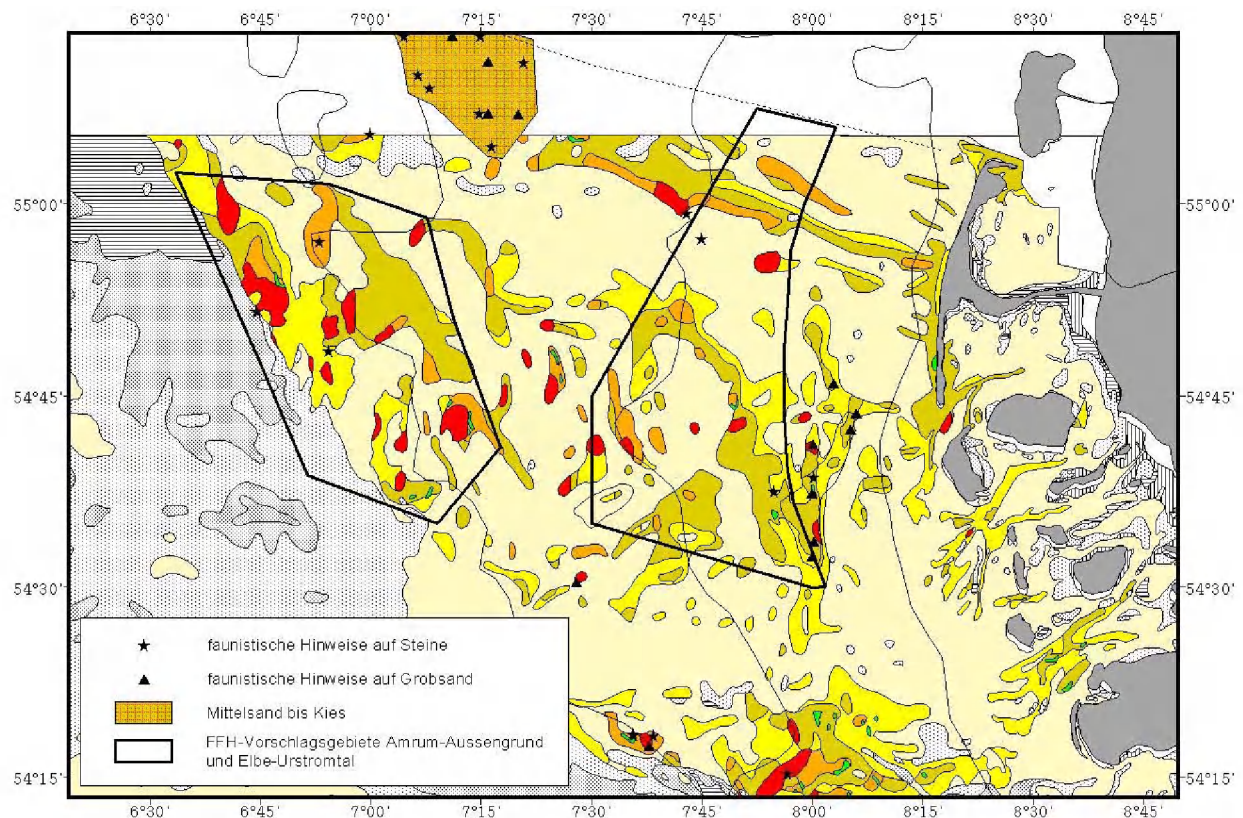 6°30' 6°45' 7°00' 7°15' 7°30' 7°45' 8°00' 8°15' 8°30' 8°45'
55°00' 55°00'
54°45' 54°45'
54°30' 54°30'
faunistische Hinweise auf Steine
faunistische Hinweise auf Grobsand
Mittelsand bis Kies
FFH-Vorschlagsgebiete Amrum-Aussengrund
und Elbe-Urstromtal
54°15' 54°15'
6°30' 6°45' 7°00' 7°15' 7°30' 7°45' 8°00' 8°15' 8°30' 8°45'